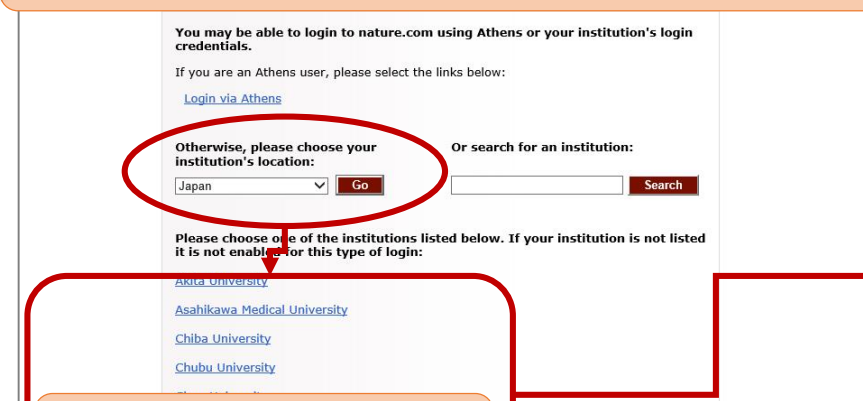 You may be able to login to nature.com using Athens or your institution's login
credentials.
If you are an Athens user, please select the links below:
Login via Athens
Otherwise, please choose your
institution's location:
Or search for an institution:
Japan
Go
Search
Please choose one of the institutions listed below. If your institution is not listed
it is not enabled for this type of login:
Akita University
Asahikawa Medical University
Chiba University
Chubu University